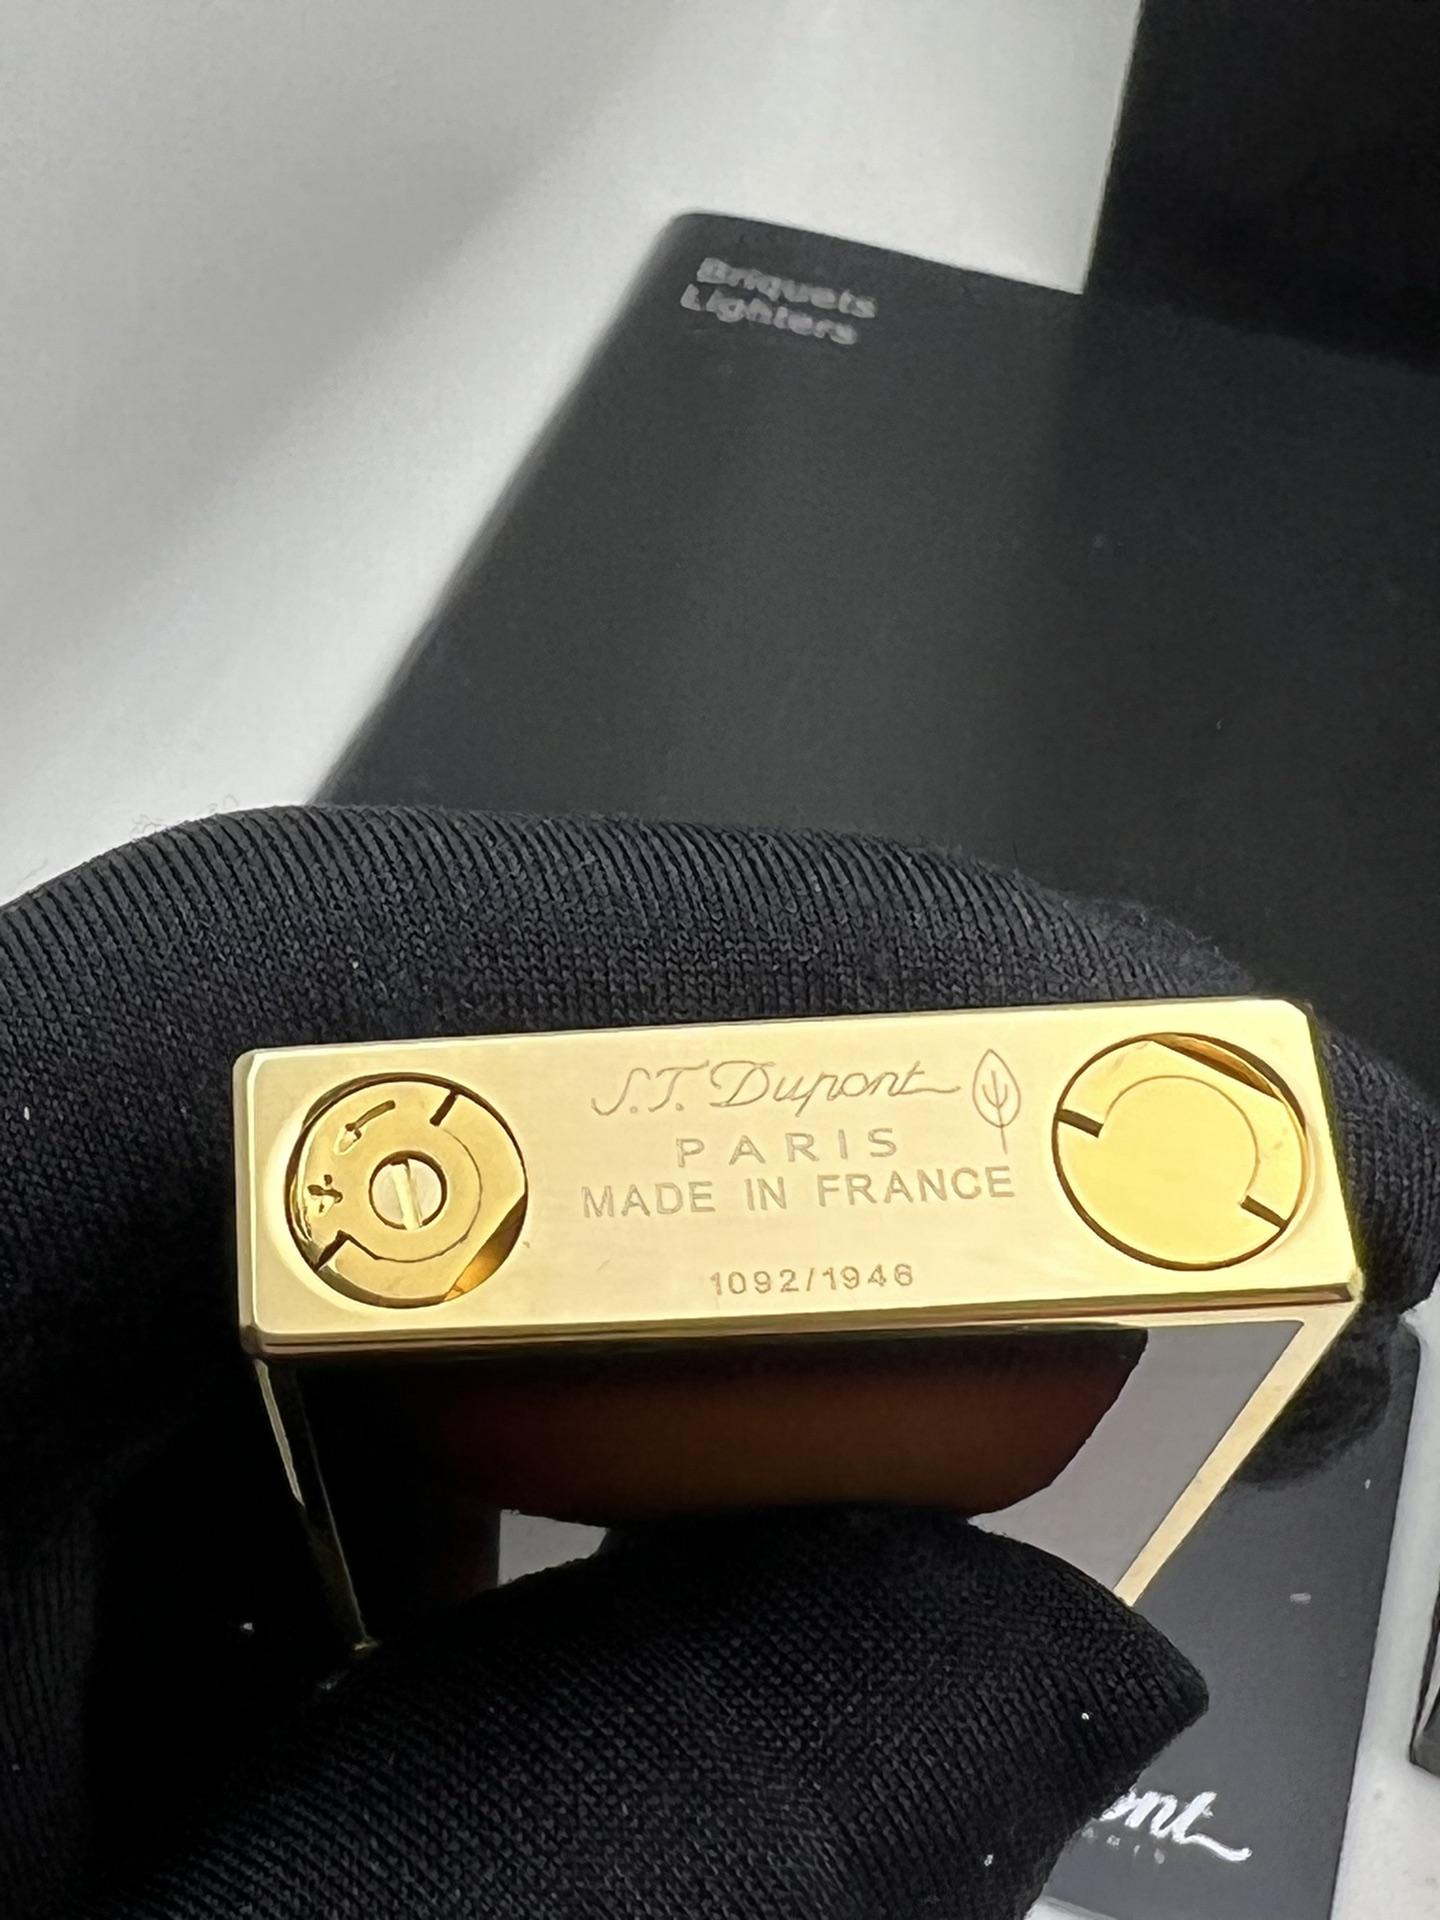 Briquets
Lighters
S.T. Dupont
PARIS
MADE IN FRANCE
1092/1946